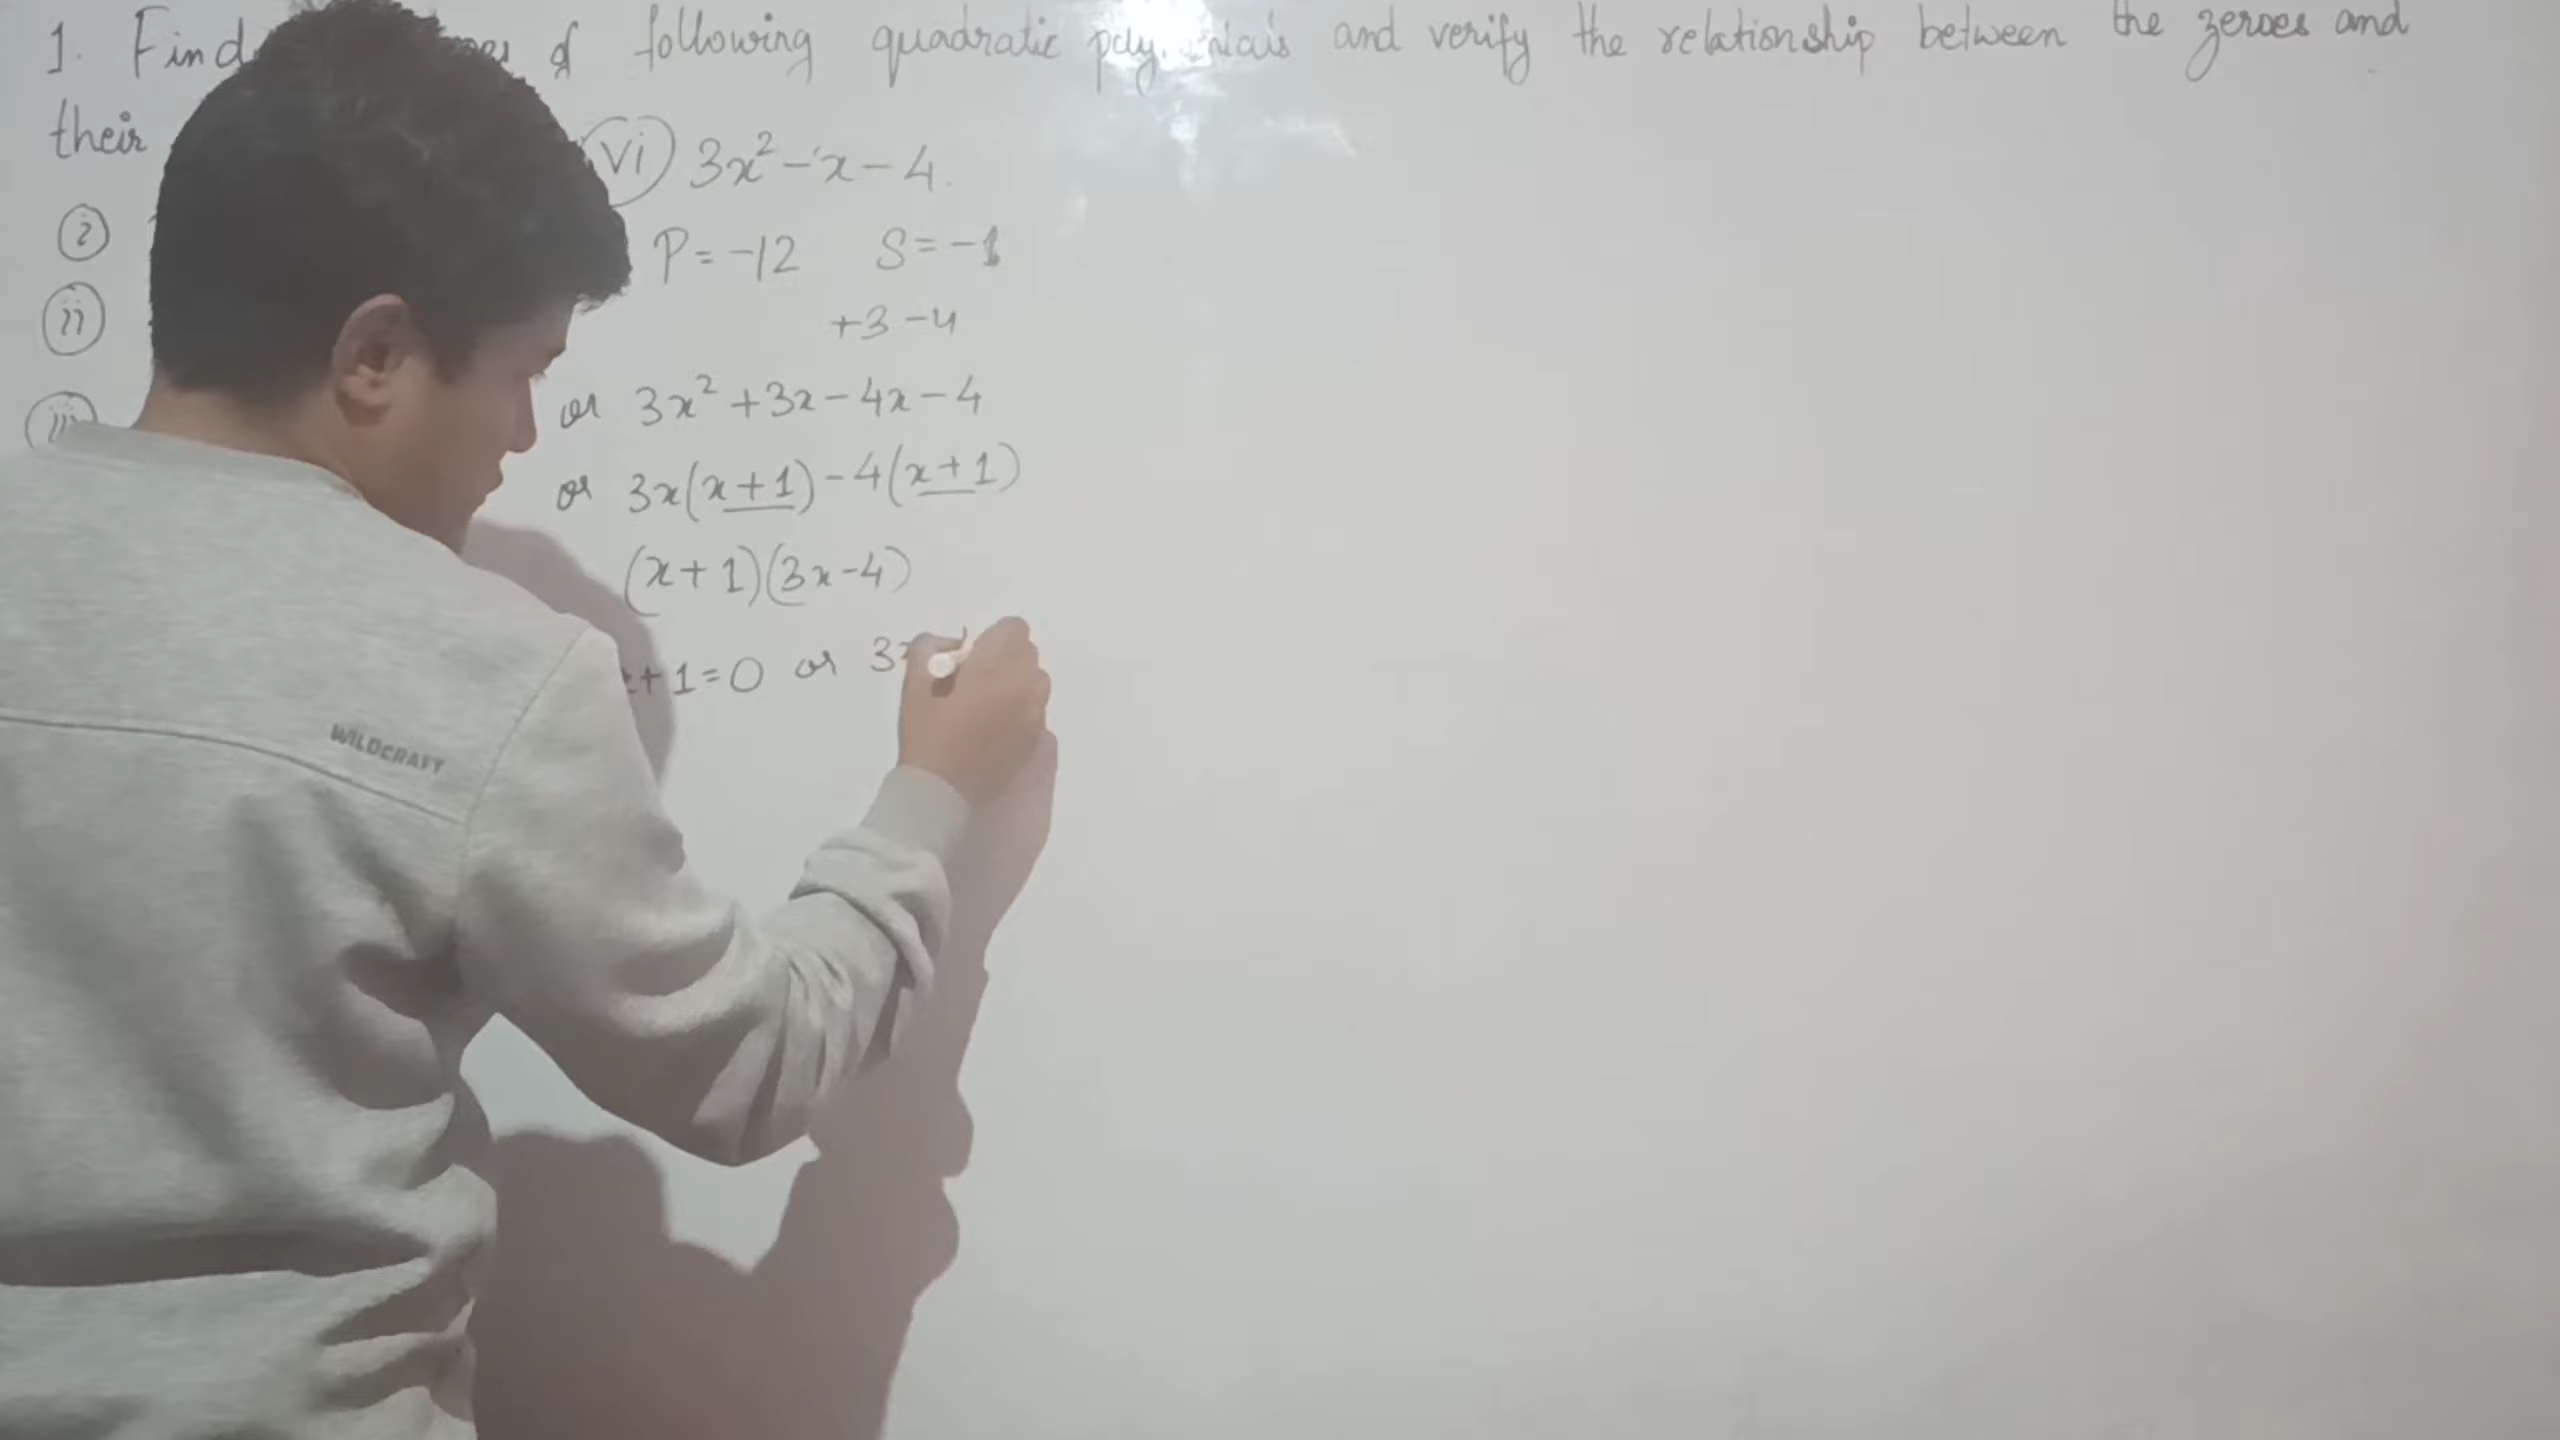 1. Find of following quadratic and verify the relationship between the zeroes and
their
(vi) 3x² - x - 4.
(i) P = -12 S = -1
(ii) +3 -4
(iii) or 3x² + 3x - 4x - 4
or 3x(x+1) - 4(x+1)
(x+1)(3x-4)
x+1=0 or 3x
WILDCRAFT